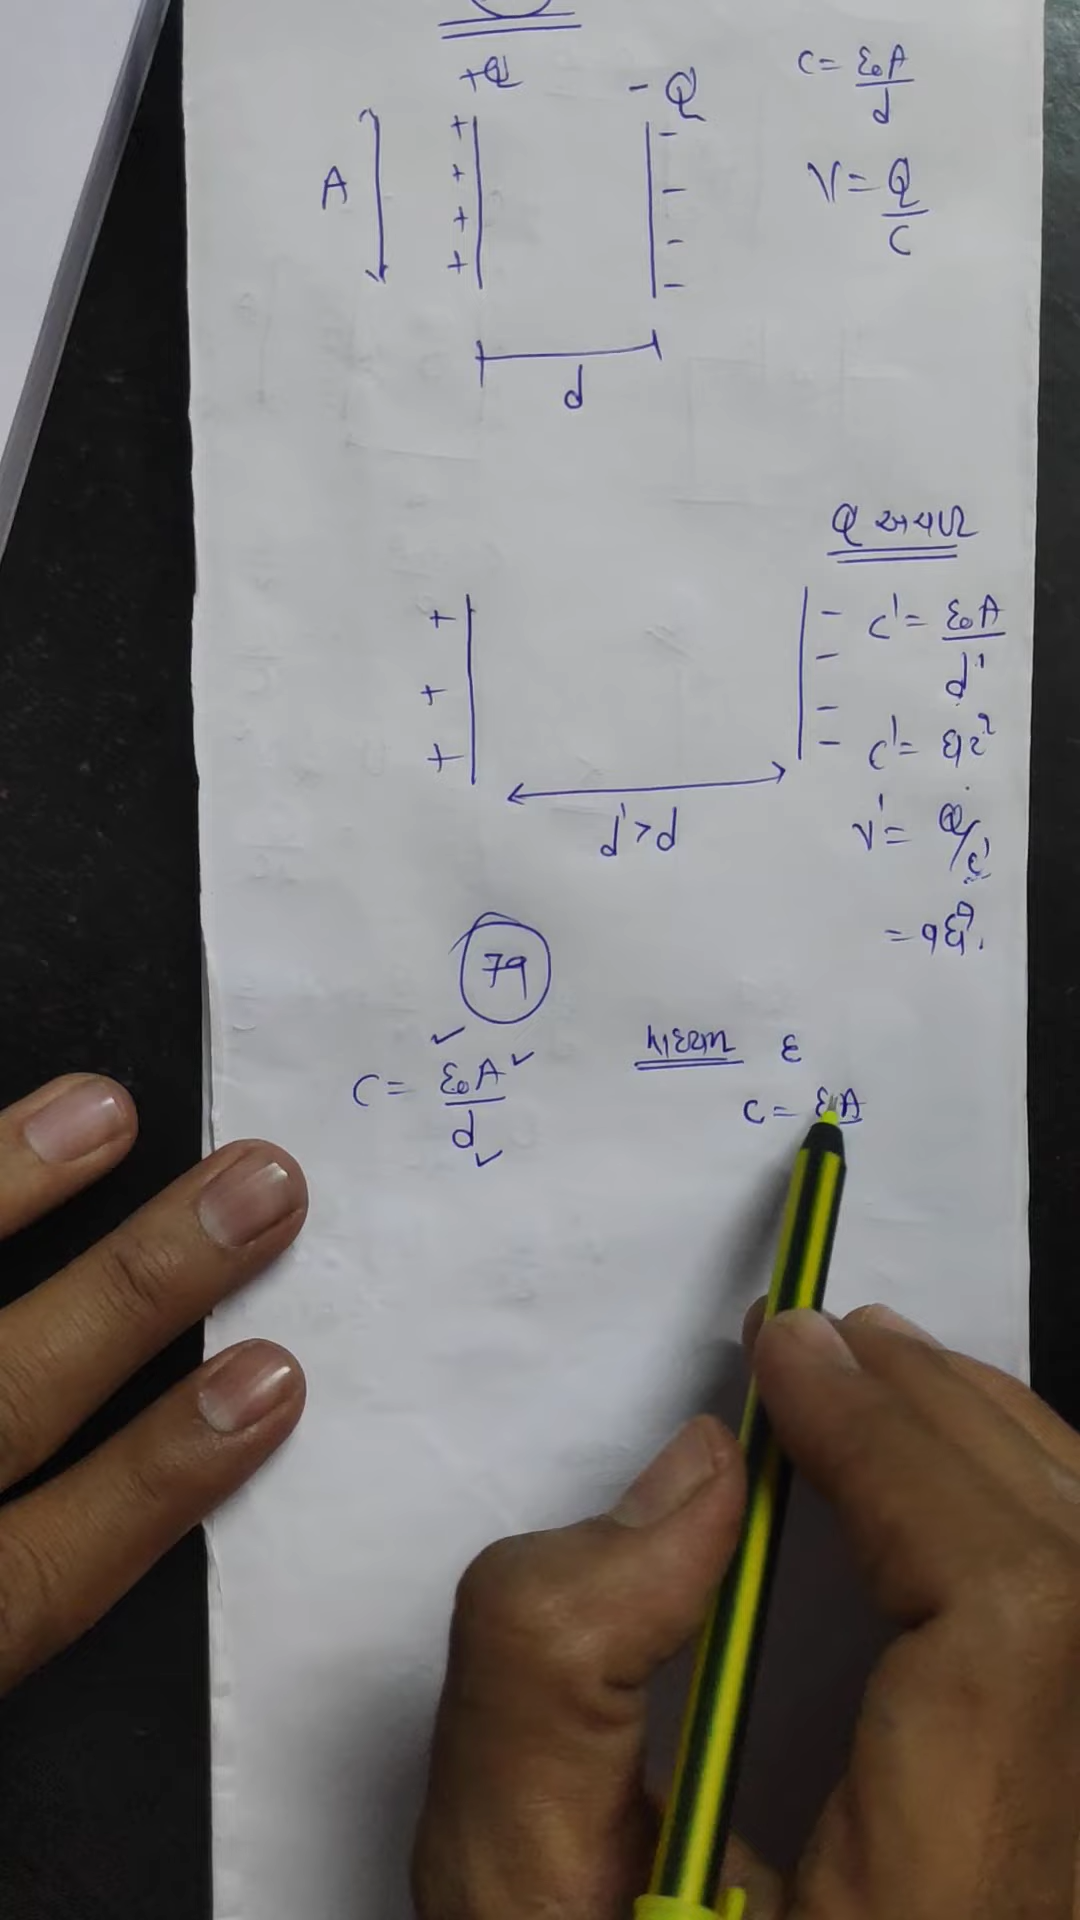 +Q
- Q
C = ε₀A / d
A
V = Q / C
d
Q અચળ
C' = ε₀A / d'
C' = ઘટે
d' > d
V' = Q / C'
= વધે.
79
C = ε₀A / d
માધ્યમ ε
C = εA